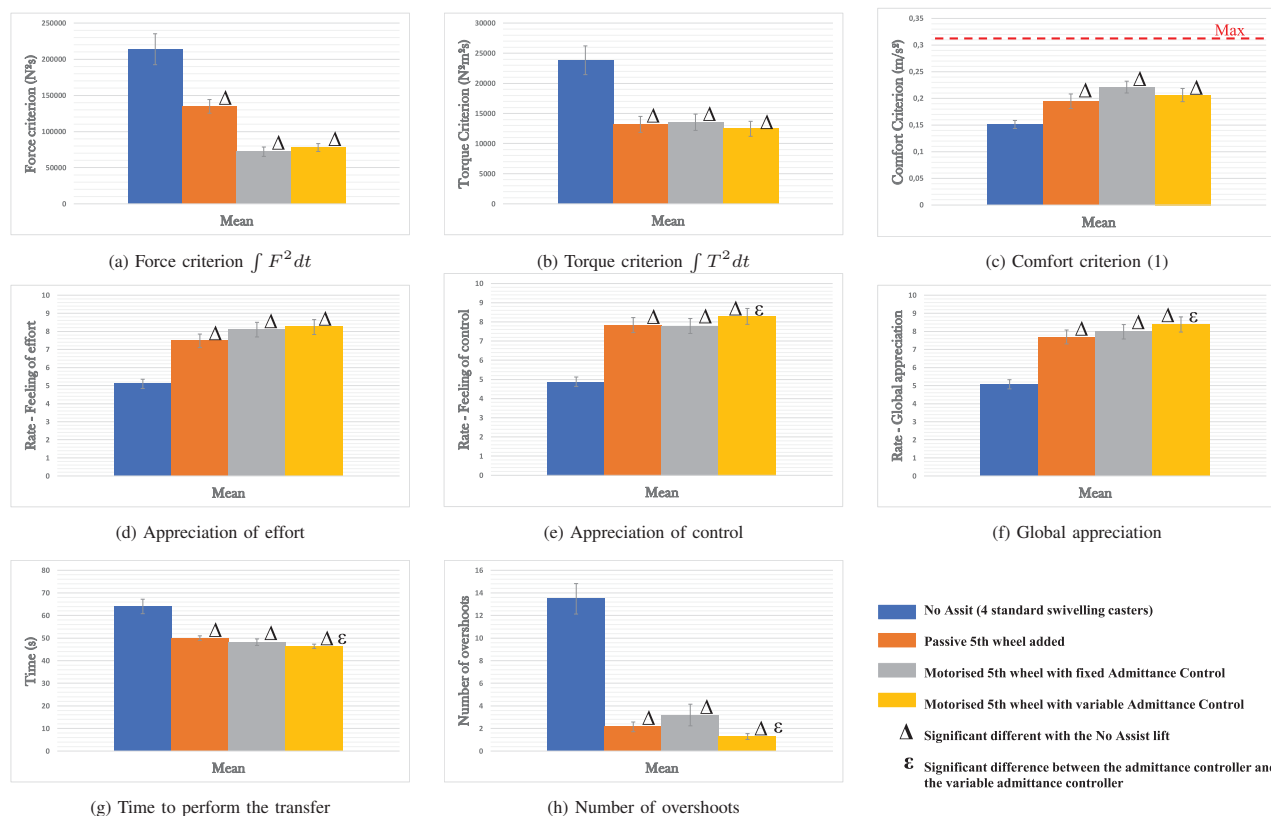 250000
200000
150000
100000
50000
0
Force criterion (N²s)
Δ
Δ
Δ
Mean
(a) Force criterion ∫ F² dt
30000
25000
20000
15000
10000
5000
0
Torque Criterion (N²m²s)
Δ
Δ
Δ
Mean
(b) Torque criterion ∫ T² dt
0,35
0,3
0,25
0,2
0,15
0,1
0,05
0
Comfort Criterion (m/s²)
Max
Δ
Δ
Δ
Mean
(c) Comfort criterion (1)
10
9
8
7
6
5
4
3
2
1
0
Rate - Feeling of effort
Δ
Δ
Δ
Mean
(d) Appreciation of effort
10
9
8
7
6
5
4
3
2
1
0
Rate - Feeling of control
Δ
Δ
Δ ε
Mean
(e) Appreciation of control
10
9
8
7
6
5
4
3
2
1
0
Rate - Global appreciation
Δ
Δ
Δ ε
Mean
(f) Global appreciation
80
70
60
50
40
30
20
10
0
Time (s)
Δ
Δ
Δ ε
Mean
(g) Time to perform the transfer
16
14
12
10
8
6
4
2
0
Number of overshoots
Δ
Δ
Δ ε
Mean
(h) Number of overshoots
No Assit (4 standard swivelling casters)
Passive 5th wheel added
Motorised 5th wheel with fixed Admittance Control
Motorised 5th wheel with variable Admittance Control
Δ Significant different with the No Assist lift
ε Significant difference between the admittance controller and
the variable admittance controller